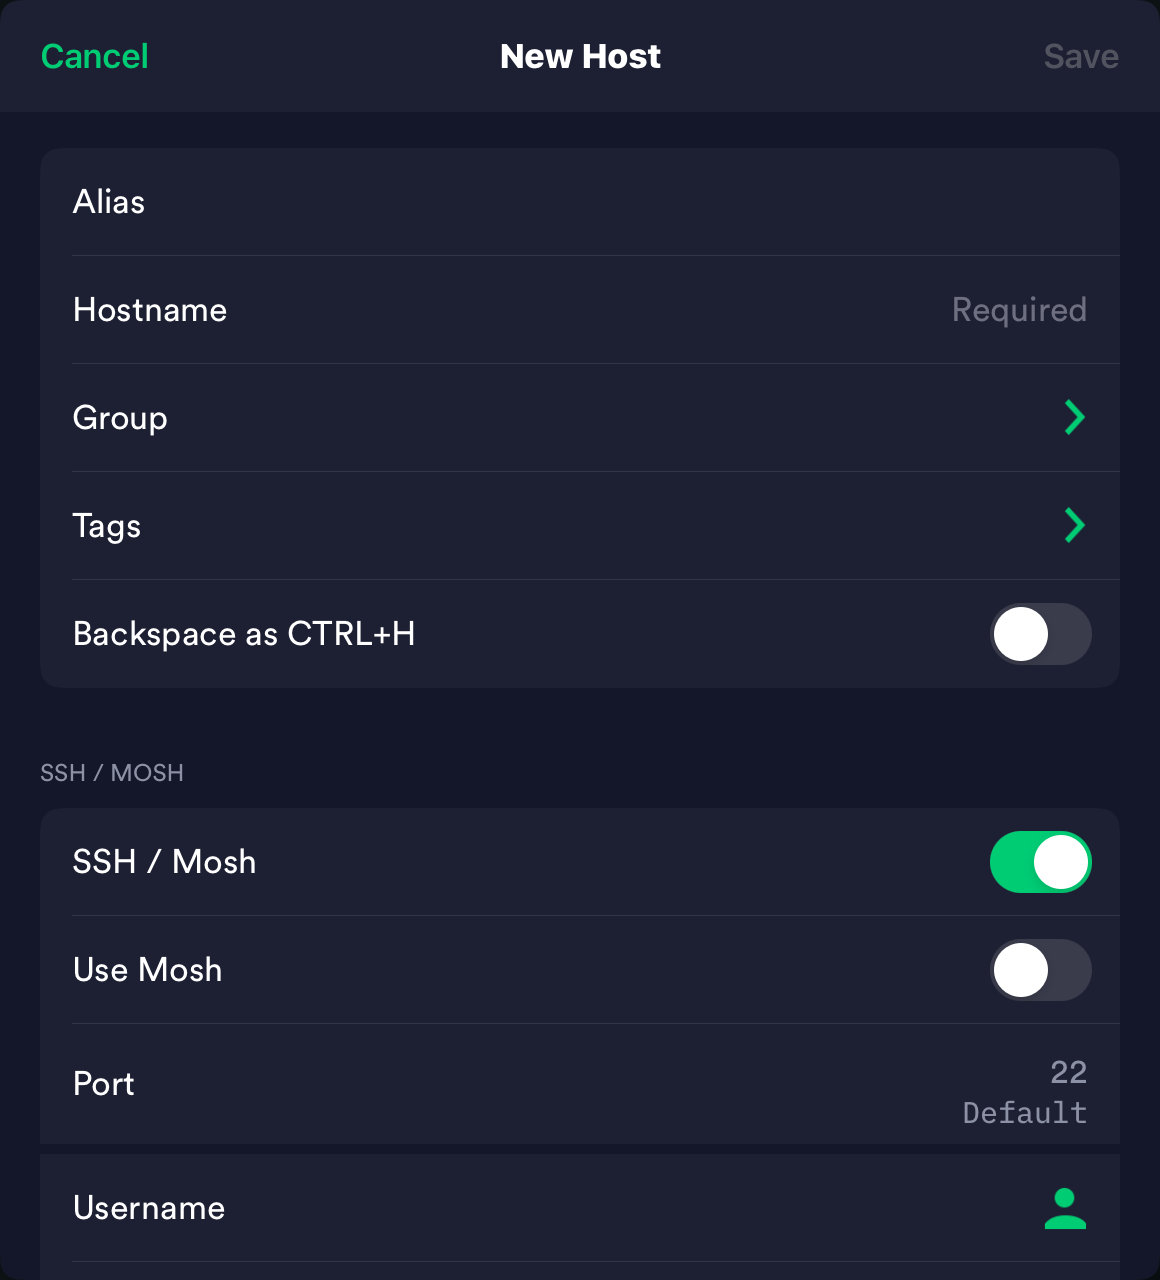 Cancel New Host Save
Alias
Hostname Required
Group
Tags
Backspace as CTRL+H
SSH / MOSH
SSH / Mosh
Use Mosh
Port 22
Default
Username